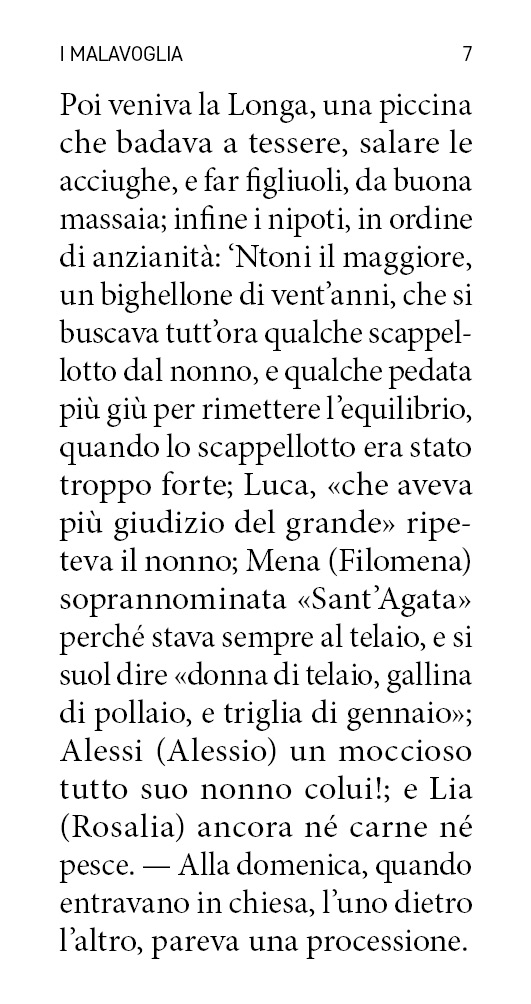 I MALAVOGLIA 7
Poi veniva la Longa, una piccina
che badava a tessere, salare le
acciughe, e far figliuoli, da buona
massaia; infine i nipoti, in ordine
di anzianità: ‘Ntoni il maggiore,
un bighellone di vent’anni, che si
buscava tutt’ora qualche scappel-
lotto dal nonno, e qualche pedata
più giù per rimettere l’equilibrio,
quando lo scappellotto era stato
troppo forte; Luca, «che aveva
più giudizio del grande» ripe-
teva il nonno; Mena (Filomena)
soprannominata «Sant’Agata»
perché stava sempre al telaio, e si
suol dire «donna di telaio, gallina
di pollaio, e triglia di gennaio»;
Alessi (Alessio) un moccioso
tutto suo nonno colui!; e Lia
(Rosalia) ancora né carne né
pesce. — Alla domenica, quando
entravano in chiesa, l’uno dietro
l’altro, pareva una processione.